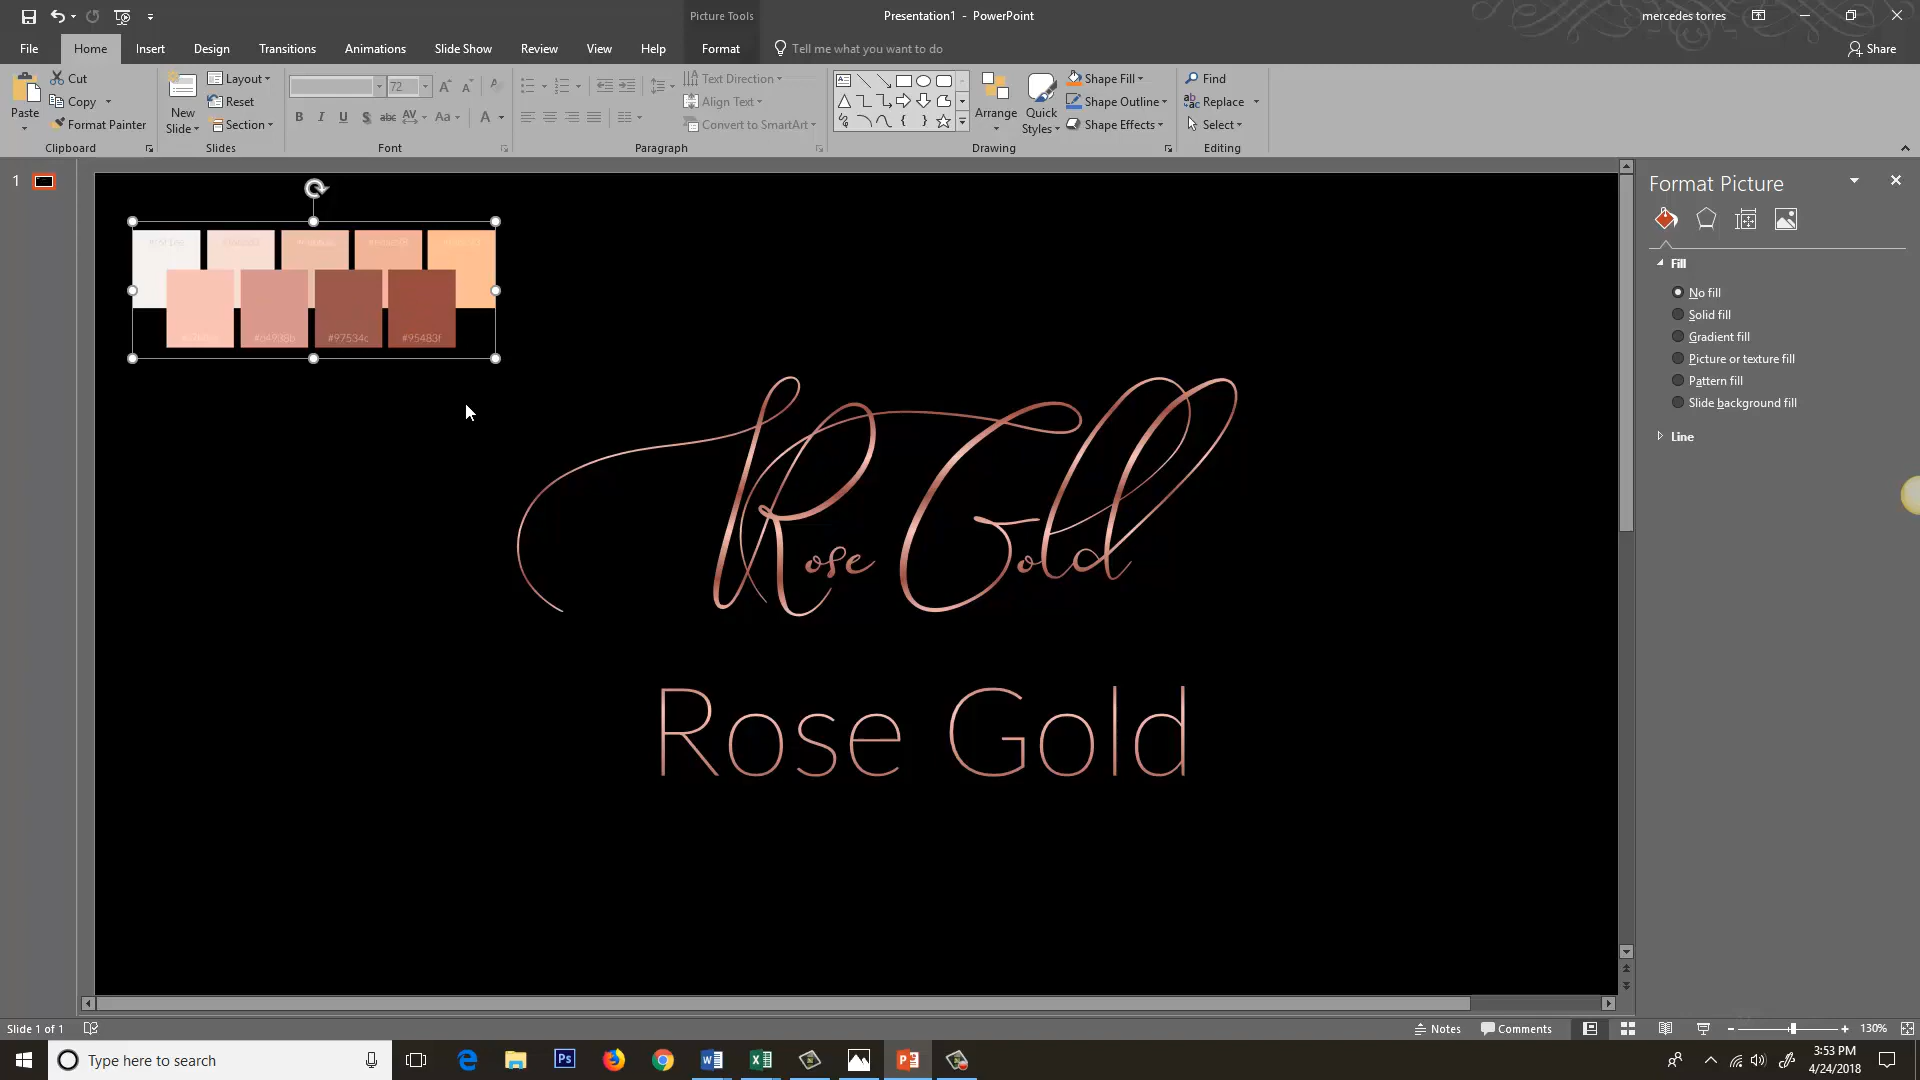 Picture Tools
Presentation1 - PowerPoint
mercedes torres
File Home Insert Design Transitions Animations Slide Show Review View Help Format Tell me what you want to do
Share
Paste
Cut
Copy
Format Painter
Clipboard
New Slide
Layout
Reset
Section
Slides
72
B I U S abc AV Aa A
Font
Text Direction
Align Text
Convert to SmartArt
Paragraph
Arrange
Quick Styles
Shape Fill
Shape Outline
Shape Effects
Drawing
Find
Replace
Select
Editing
1
#97534c
#95483f
Rose Gold
Rose Gold
Format Picture
Fill
No fill
Solid fill
Gradient fill
Picture or texture fill
Pattern fill
Slide background fill
Line
Slide 1 of 1
Notes
Comments
130%
Type here to search
3:53 PM
4/24/2018